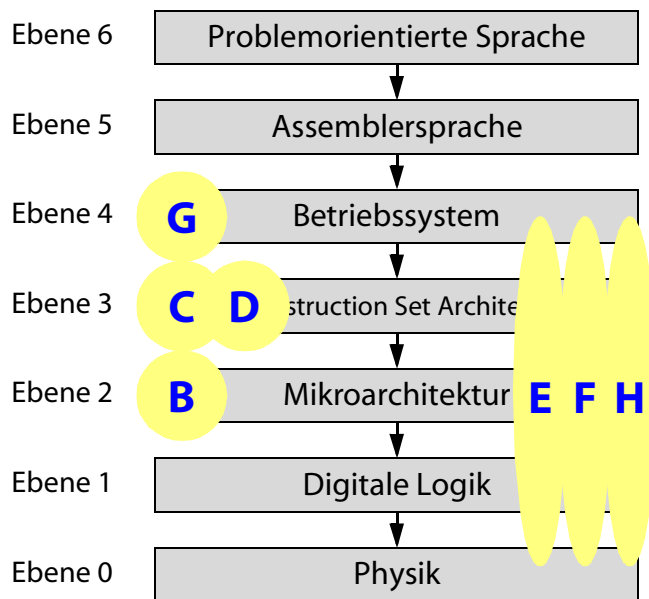 Ebene 6 Problemorientierte Sprache
Ebene 5 Assemblersprache
Ebene 4 G Betriebssystem
Ebene 3 C D struction Set Archite
Ebene 2 B Mikroarchitektur E F H
Ebene 1 Digitale Logik
Ebene 0 Physik